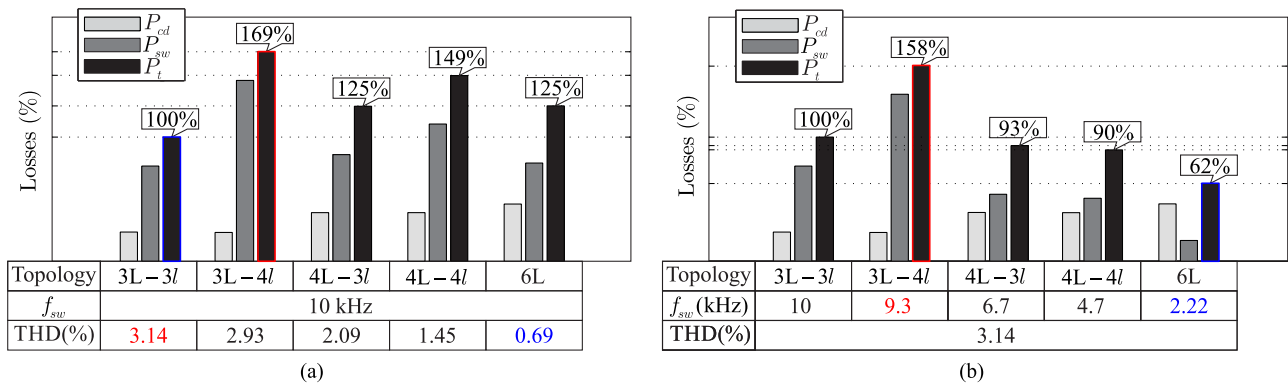 P_cd
P_sw
P_t
Losses (%)
100%
169%
125%
149%
125%
Topology 3L−3l 3L−4l 4L−3l 4L−4l 6L
f_sw 10 kHz
THD(%) 3.14 2.93 2.09 1.45 0.69
(a)
P_cd
P_sw
P_t
Losses (%)
100%
158%
93%
90%
62%
Topology 3L−3l 3L−4l 4L−3l 4L−4l 6L
f_sw(kHz) 10 9.3 6.7 4.7 2.22
THD(%) 3.14
(b)